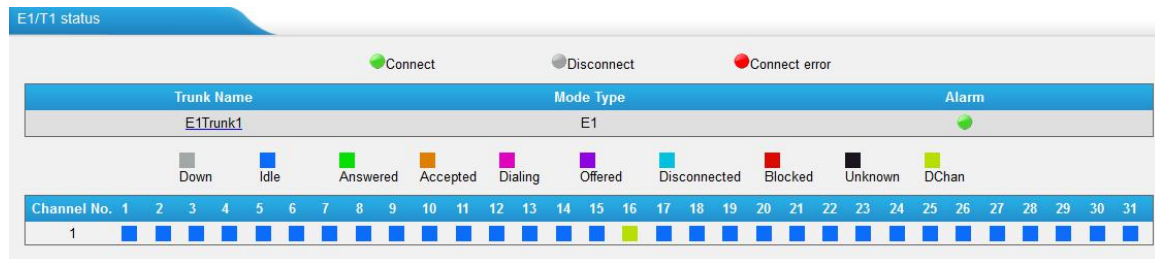 E1/T1 status
Connect Disconnect Connect error
Trunk Name Mode Type Alarm
E1Trunk1 E1
Down Idle Answered Accepted Dialing Offered Disconnected Blocked Unknown DChan
Channel No. 1 2 3 4 5 6 7 8 9 10 11 12 13 14 15 16 17 18 19 20 21 22 23 24 25 26 27 28 29 30 31
1